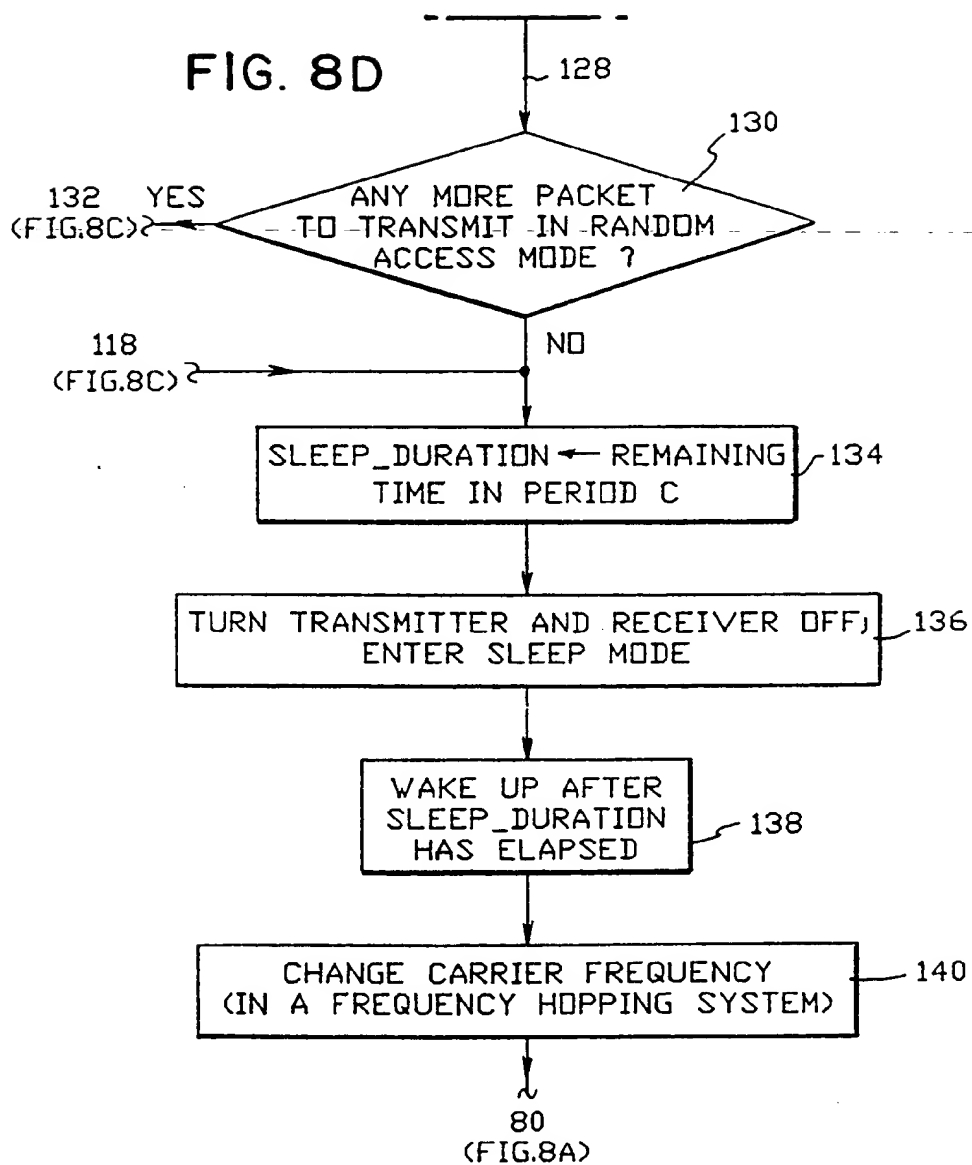 FIG. 8D
128
130
132 YES
(FIG.8C)
ANY MORE PACKET
TO TRANSMIT IN RANDOM
ACCESS MODE ?
NO
118
(FIG.8C)
SLEEP_DURATION ← REMAINING
TIME IN PERIOD C
134
TURN TRANSMITTER AND RECEIVER OFF;
ENTER SLEEP MODE
136
WAKE UP AFTER
SLEEP_DURATION
HAS ELAPSED
138
CHANGE CARRIER FREQUENCY
(IN A FREQUENCY HOPPING SYSTEM)
140
80
(FIG.8A)